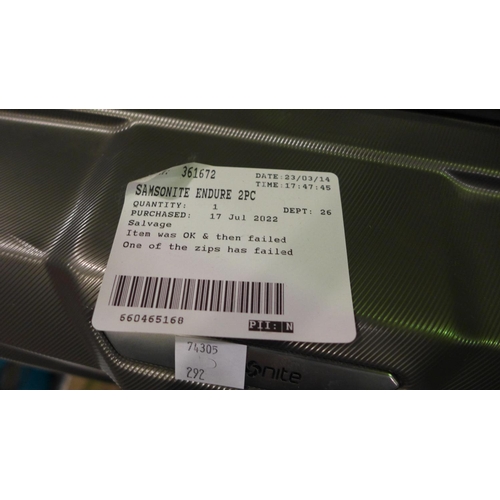 361672
DATE:23/03/14
TIME:17:47:45
SAMSONITE ENDURE 2PC
QUANTITY: 1
DEPT: 26
PURCHASED: 17 Jul 2022
Salvage
Item was OK & then failed
One of the zips has failed
660465168
PII: N
74305
292
nite